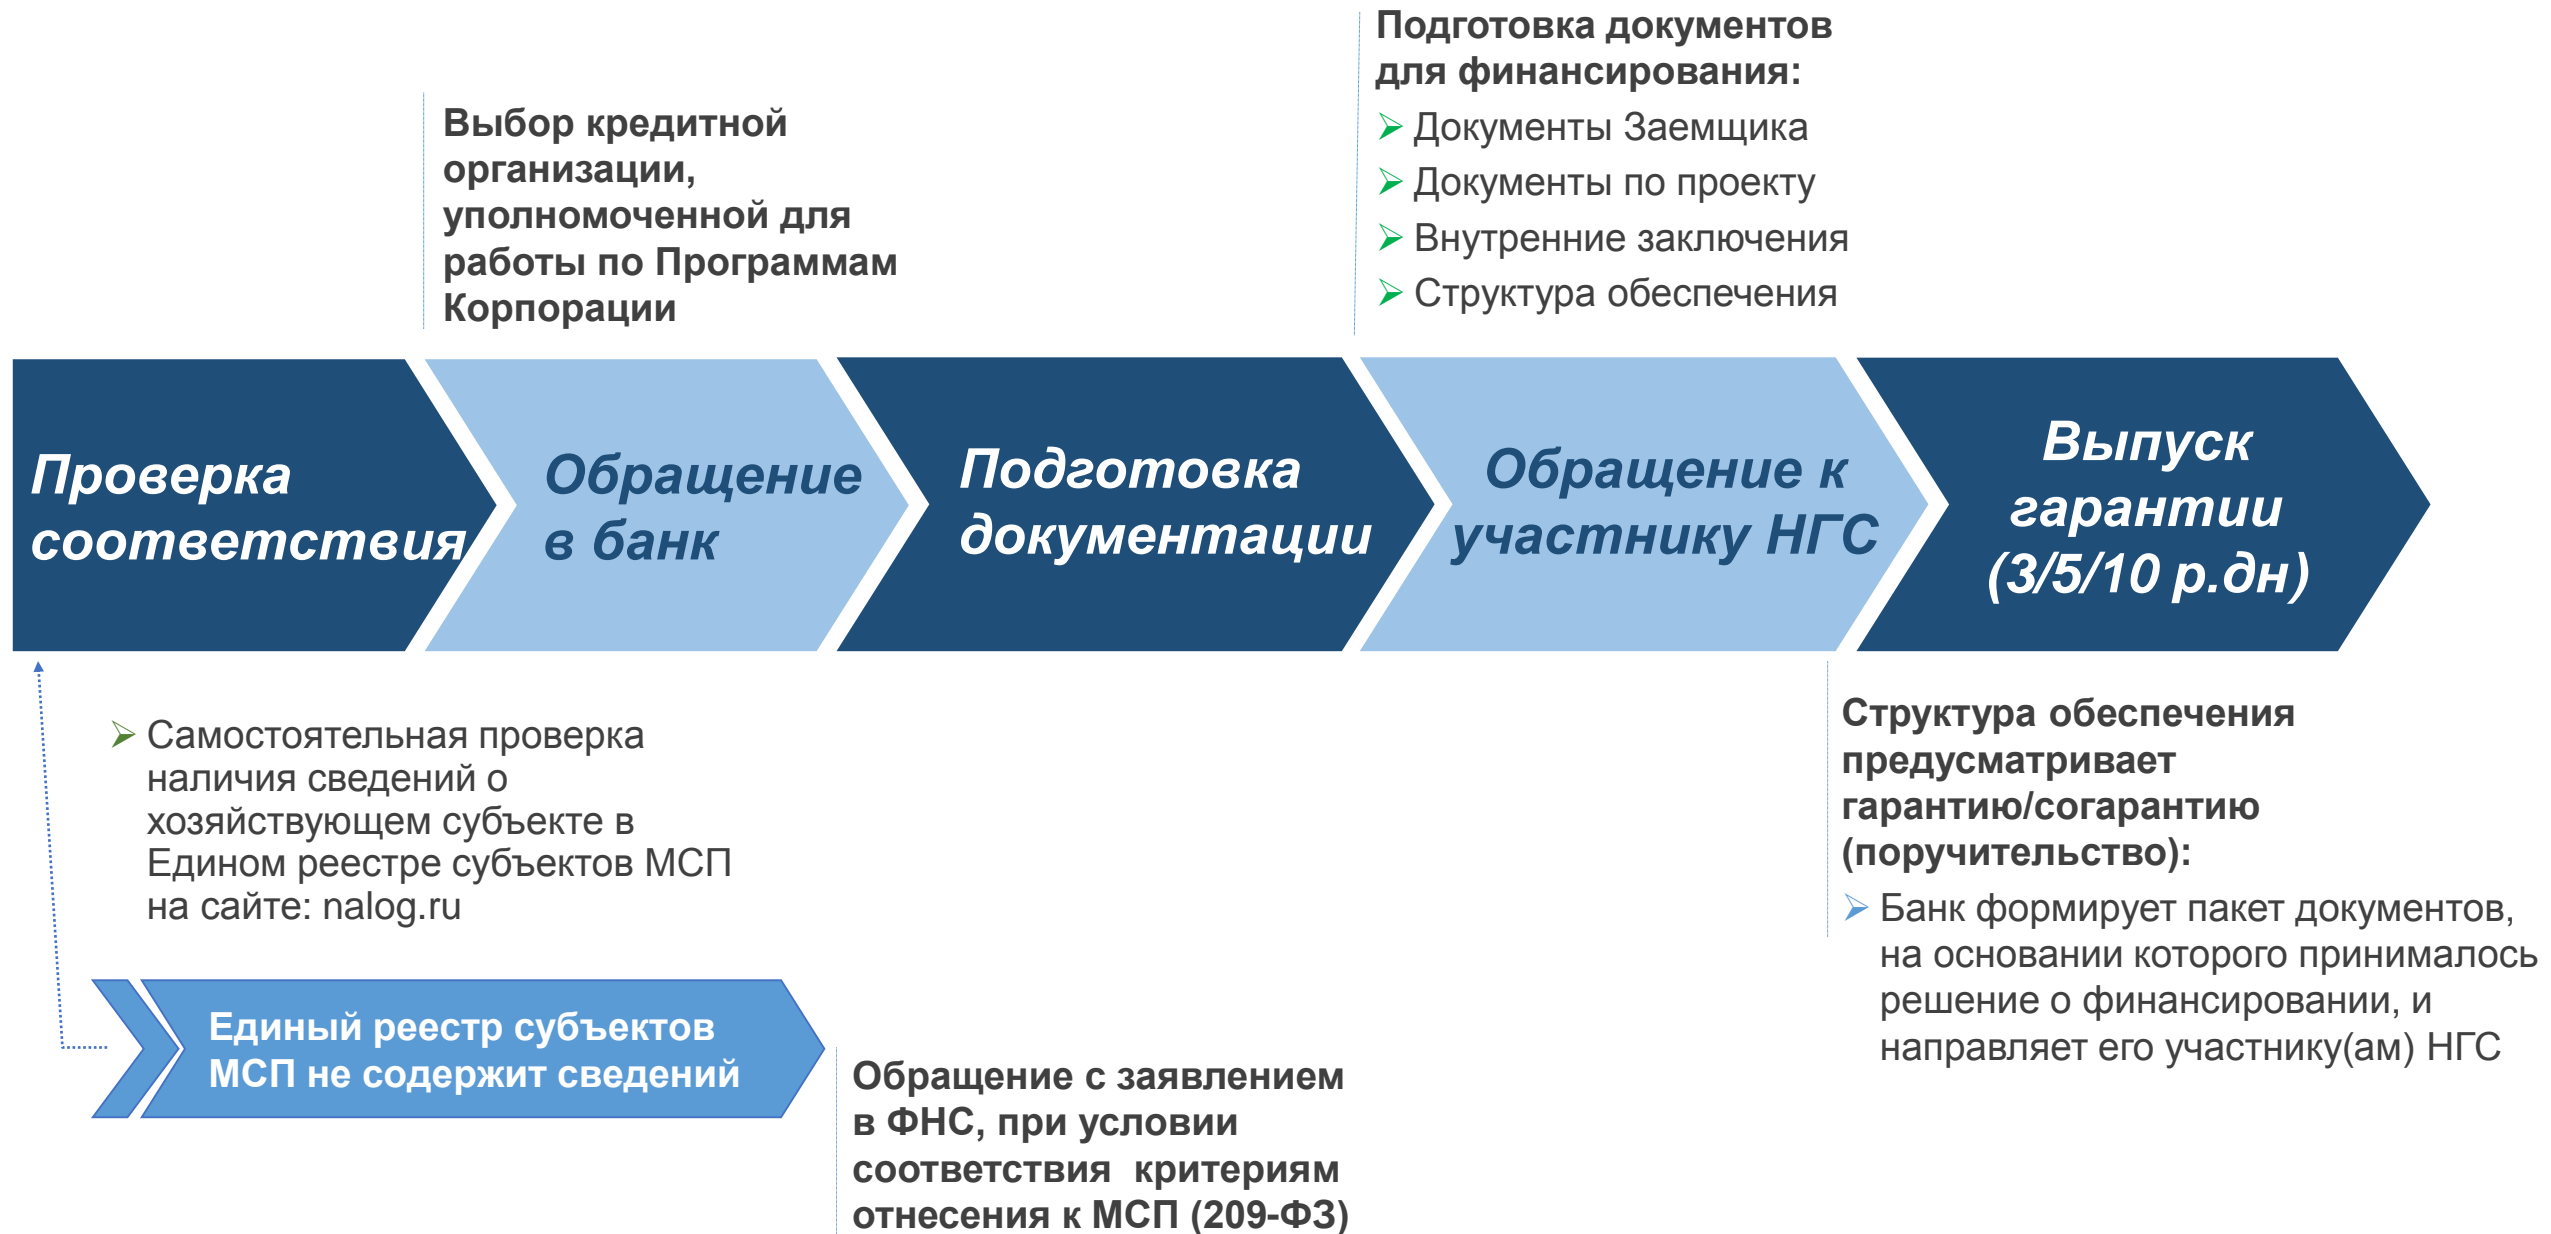 Подготовка документов
для финансирования:
Документы Заемщика
Документы по проекту
Внутренние заключения
Структура обеспечения
Выбор кредитной
организации,
уполномоченной для
работы по Программам
Корпорации
Проверка
соответствия
Обращение
в банк
Подготовка
документации
Обращение к
участнику НГС
Выпуск
гарантии
(3/5/10 р.дн)
Самостоятельная проверка
наличия сведений о
хозяйствующем субъекте в
Едином реестре субъектов МСП
на сайте: nalog.ru
Единый реестр субъектов
МСП не содержит сведений
Обращение с заявлением
в ФНС, при условии
соответствия критериям
отнесения к МСП (209-ФЗ)
Структура обеспечения
предусматривает
гарантию/согарантию
(поручительство):
Банк формирует пакет документов,
на основании которого принималось
решение о финансировании, и
направляет его участнику(ам) НГС